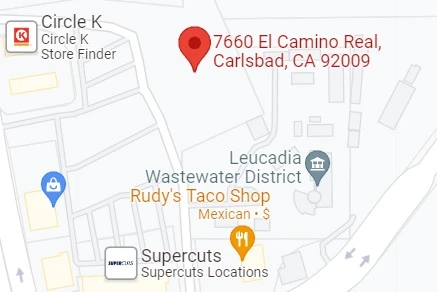 Circle K
Circle K
Store Finder
7660 El Camino Real,
Carlsbad, CA 92009
Leucadia
Wastewater District
Rudy's Taco Shop
Mexican • $
SUPERCUTS
Supercuts
Supercuts Locations